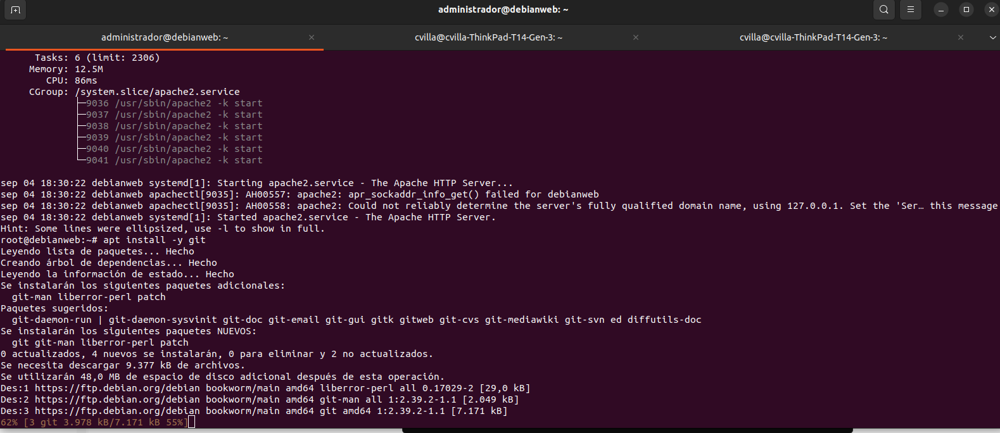 administrador@debianweb: ~
administrador@debianweb: ~
cvilla@cvilla-ThinkPad-T14-Gen-3: ~
cvilla@cvilla-ThinkPad-T14-Gen-3: ~
Tasks: 6 (limit: 2306)
Memory: 12.5M
CPU: 86ms
CGroup: /system.slice/apache2.service
├─9036 /usr/sbin/apache2 -k start
├─9037 /usr/sbin/apache2 -k start
├─9038 /usr/sbin/apache2 -k start
├─9039 /usr/sbin/apache2 -k start
├─9040 /usr/sbin/apache2 -k start
└─9041 /usr/sbin/apache2 -k start
sep 04 18:30:22 debianweb systemd[1]: Starting apache2.service - The Apache HTTP Server...
sep 04 18:30:22 debianweb apachectl[9035]: AH00557: apache2: apr_sockaddr_info_get() failed for debianweb
sep 04 18:30:22 debianweb apachectl[9035]: AH00558: apache2: Could not reliably determine the server's fully qualified domain name, using 127.0.0.1. Set the 'Ser… this message
sep 04 18:30:22 debianweb systemd[1]: Started apache2.service - The Apache HTTP Server.
Hint: Some lines were ellipsized, use -l to show in full.
root@debianweb:~# apt install -y git
Leyendo lista de paquetes... Hecho
Creando árbol de dependencias... Hecho
Leyendo la información de estado... Hecho
Se instalarán los siguientes paquetes adicionales:
git-man liberror-perl patch
Paquetes sugeridos:
git-daemon-run | git-daemon-sysvinit git-doc git-email git-gui gitk gitweb git-cvs git-mediawiki git-svn ed diffutils-doc
Se instalarán los siguientes paquetes NUEVOS:
git git-man liberror-perl patch
0 actualizados, 4 nuevos se instalarán, 0 para eliminar y 2 no actualizados.
Se necesita descargar 9.377 kB de archivos.
Se utilizarán 48,0 MB de espacio de disco adicional después de esta operación.
Des:1 https://ftp.debian.org/debian bookworm/main amd64 liberror-perl all 0.17029-2 [29,0 kB]
Des:2 https://ftp.debian.org/debian bookworm/main amd64 git-man all 1:2.39.2-1.1 [2.049 kB]
Des:3 https://ftp.debian.org/debian bookworm/main amd64 git amd64 1:2.39.2-1.1 [7.171 kB]
62% [3 git 3.978 kB/7.171 kB 55%]